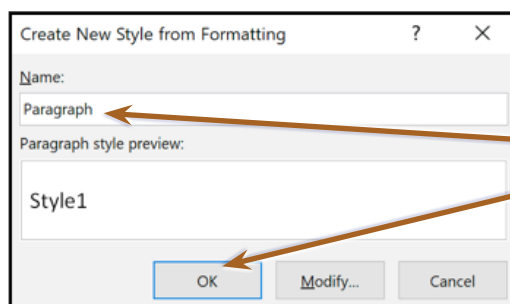 Create New Style from Formatting ? ×
Name:
Paragraph
Paragraph style preview:
Style1
OK Modify... Cancel